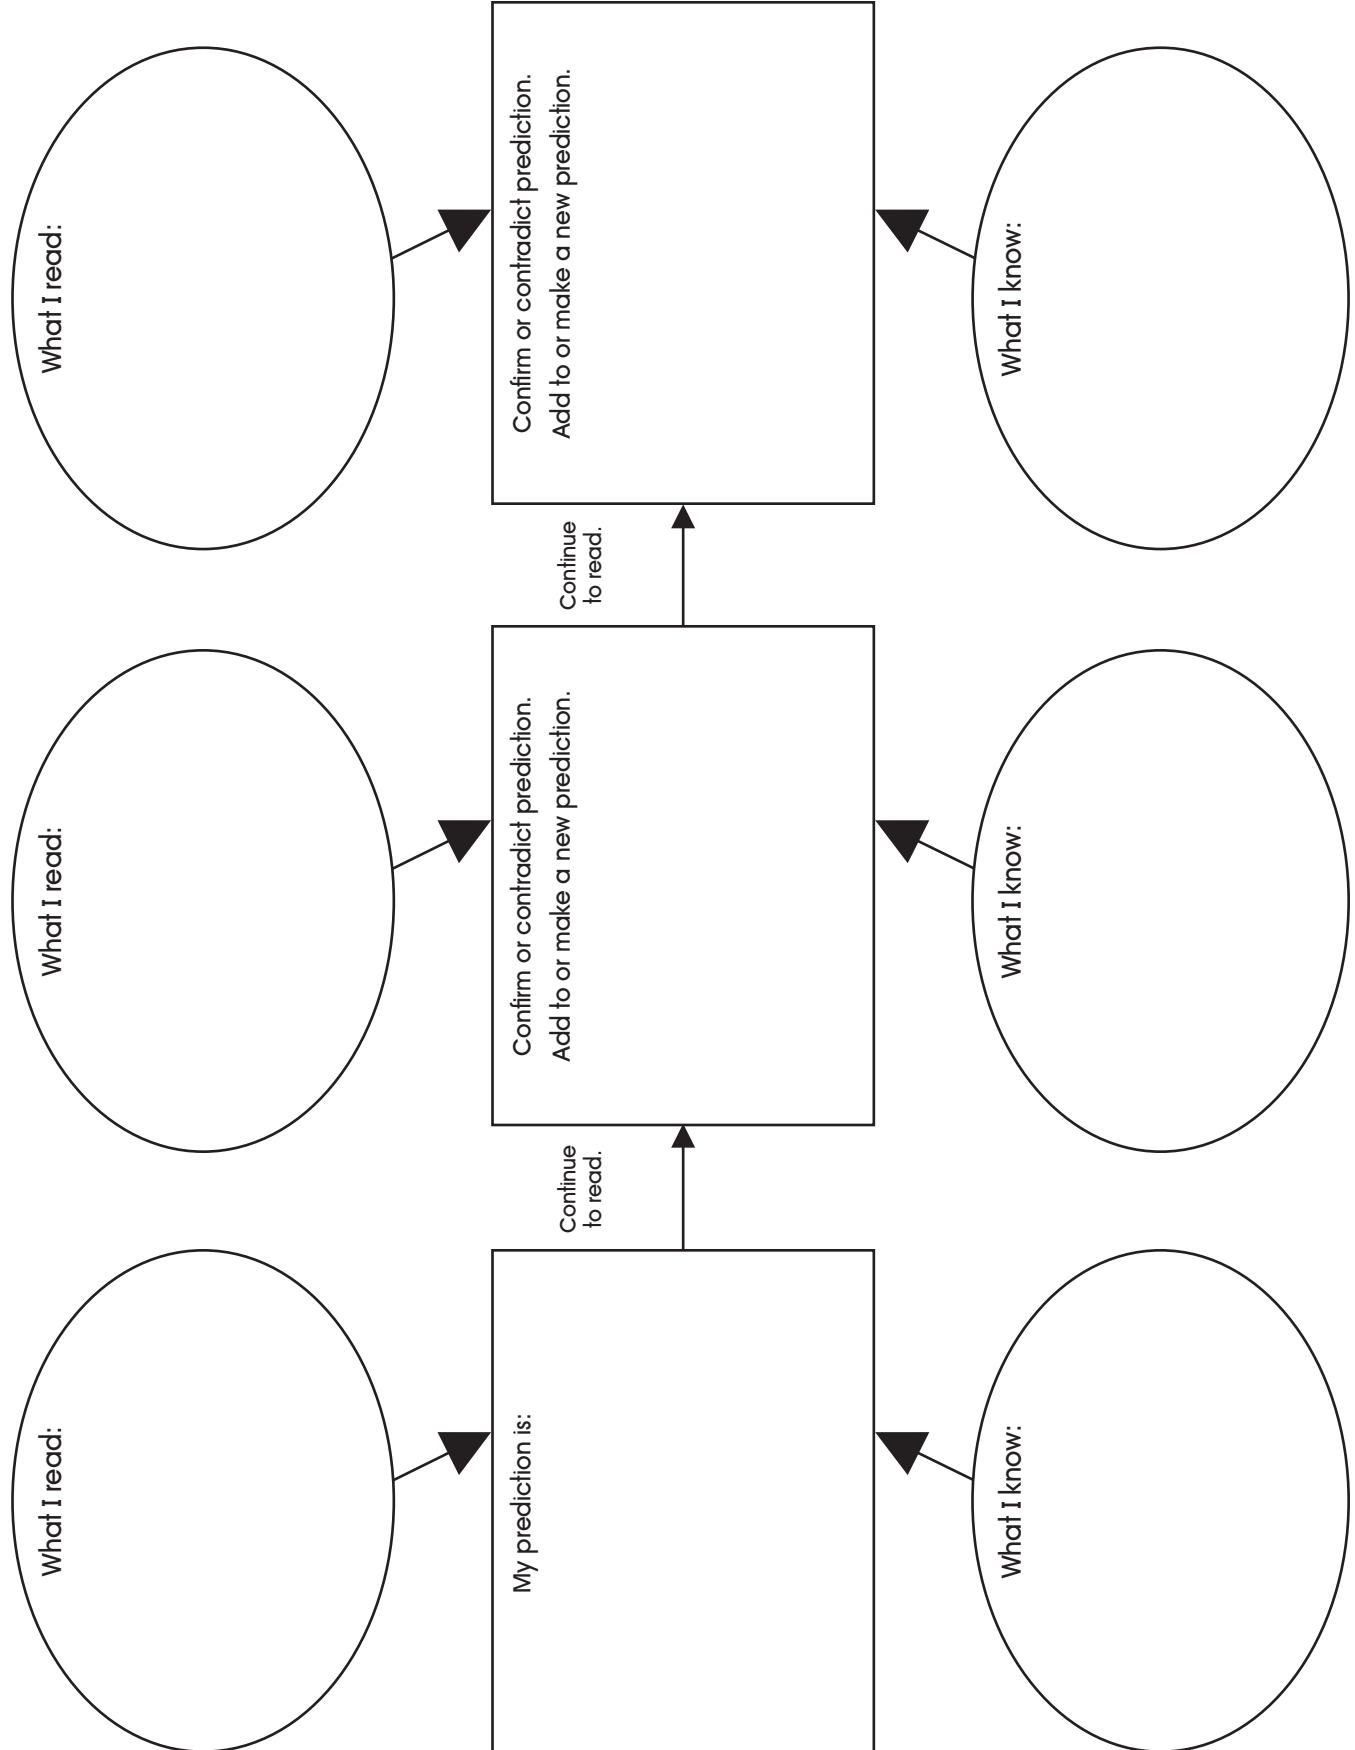 What I read:
What I read:
What I read:
My prediction is:
Continue
to read.
Confirm or contradict prediction.
Add to or make a new prediction.
Continue
to read.
Confirm or contradict prediction.
Add to or make a new prediction.
What I know:
What I know:
What I know: